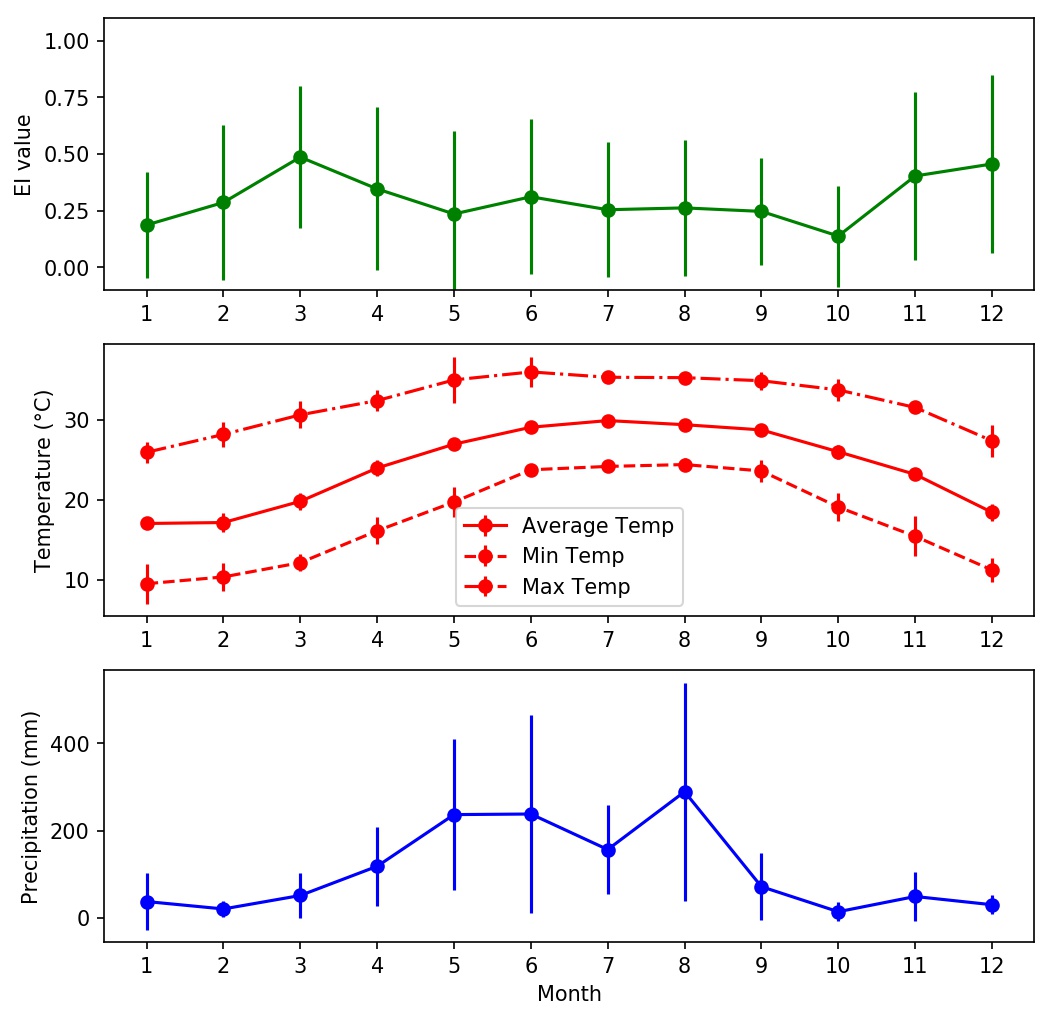 1.00
0.75
0.50
0.25
0.00
EI value
1 2 3 4 5 6 7 8 9 10 11 12
30
20
10
Temperature (°C)
Average Temp
Min Temp
Max Temp
1 2 3 4 5 6 7 8 9 10 11 12
400
200
0
Precipitation (mm)
1 2 3 4 5 6 7 8 9 10 11 12
Month